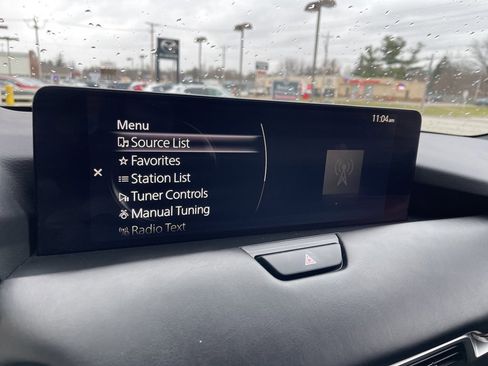 Menu
11:04am
Source List
Favorites
Station List
Tuner Controls
Manual Tuning
Radio Text